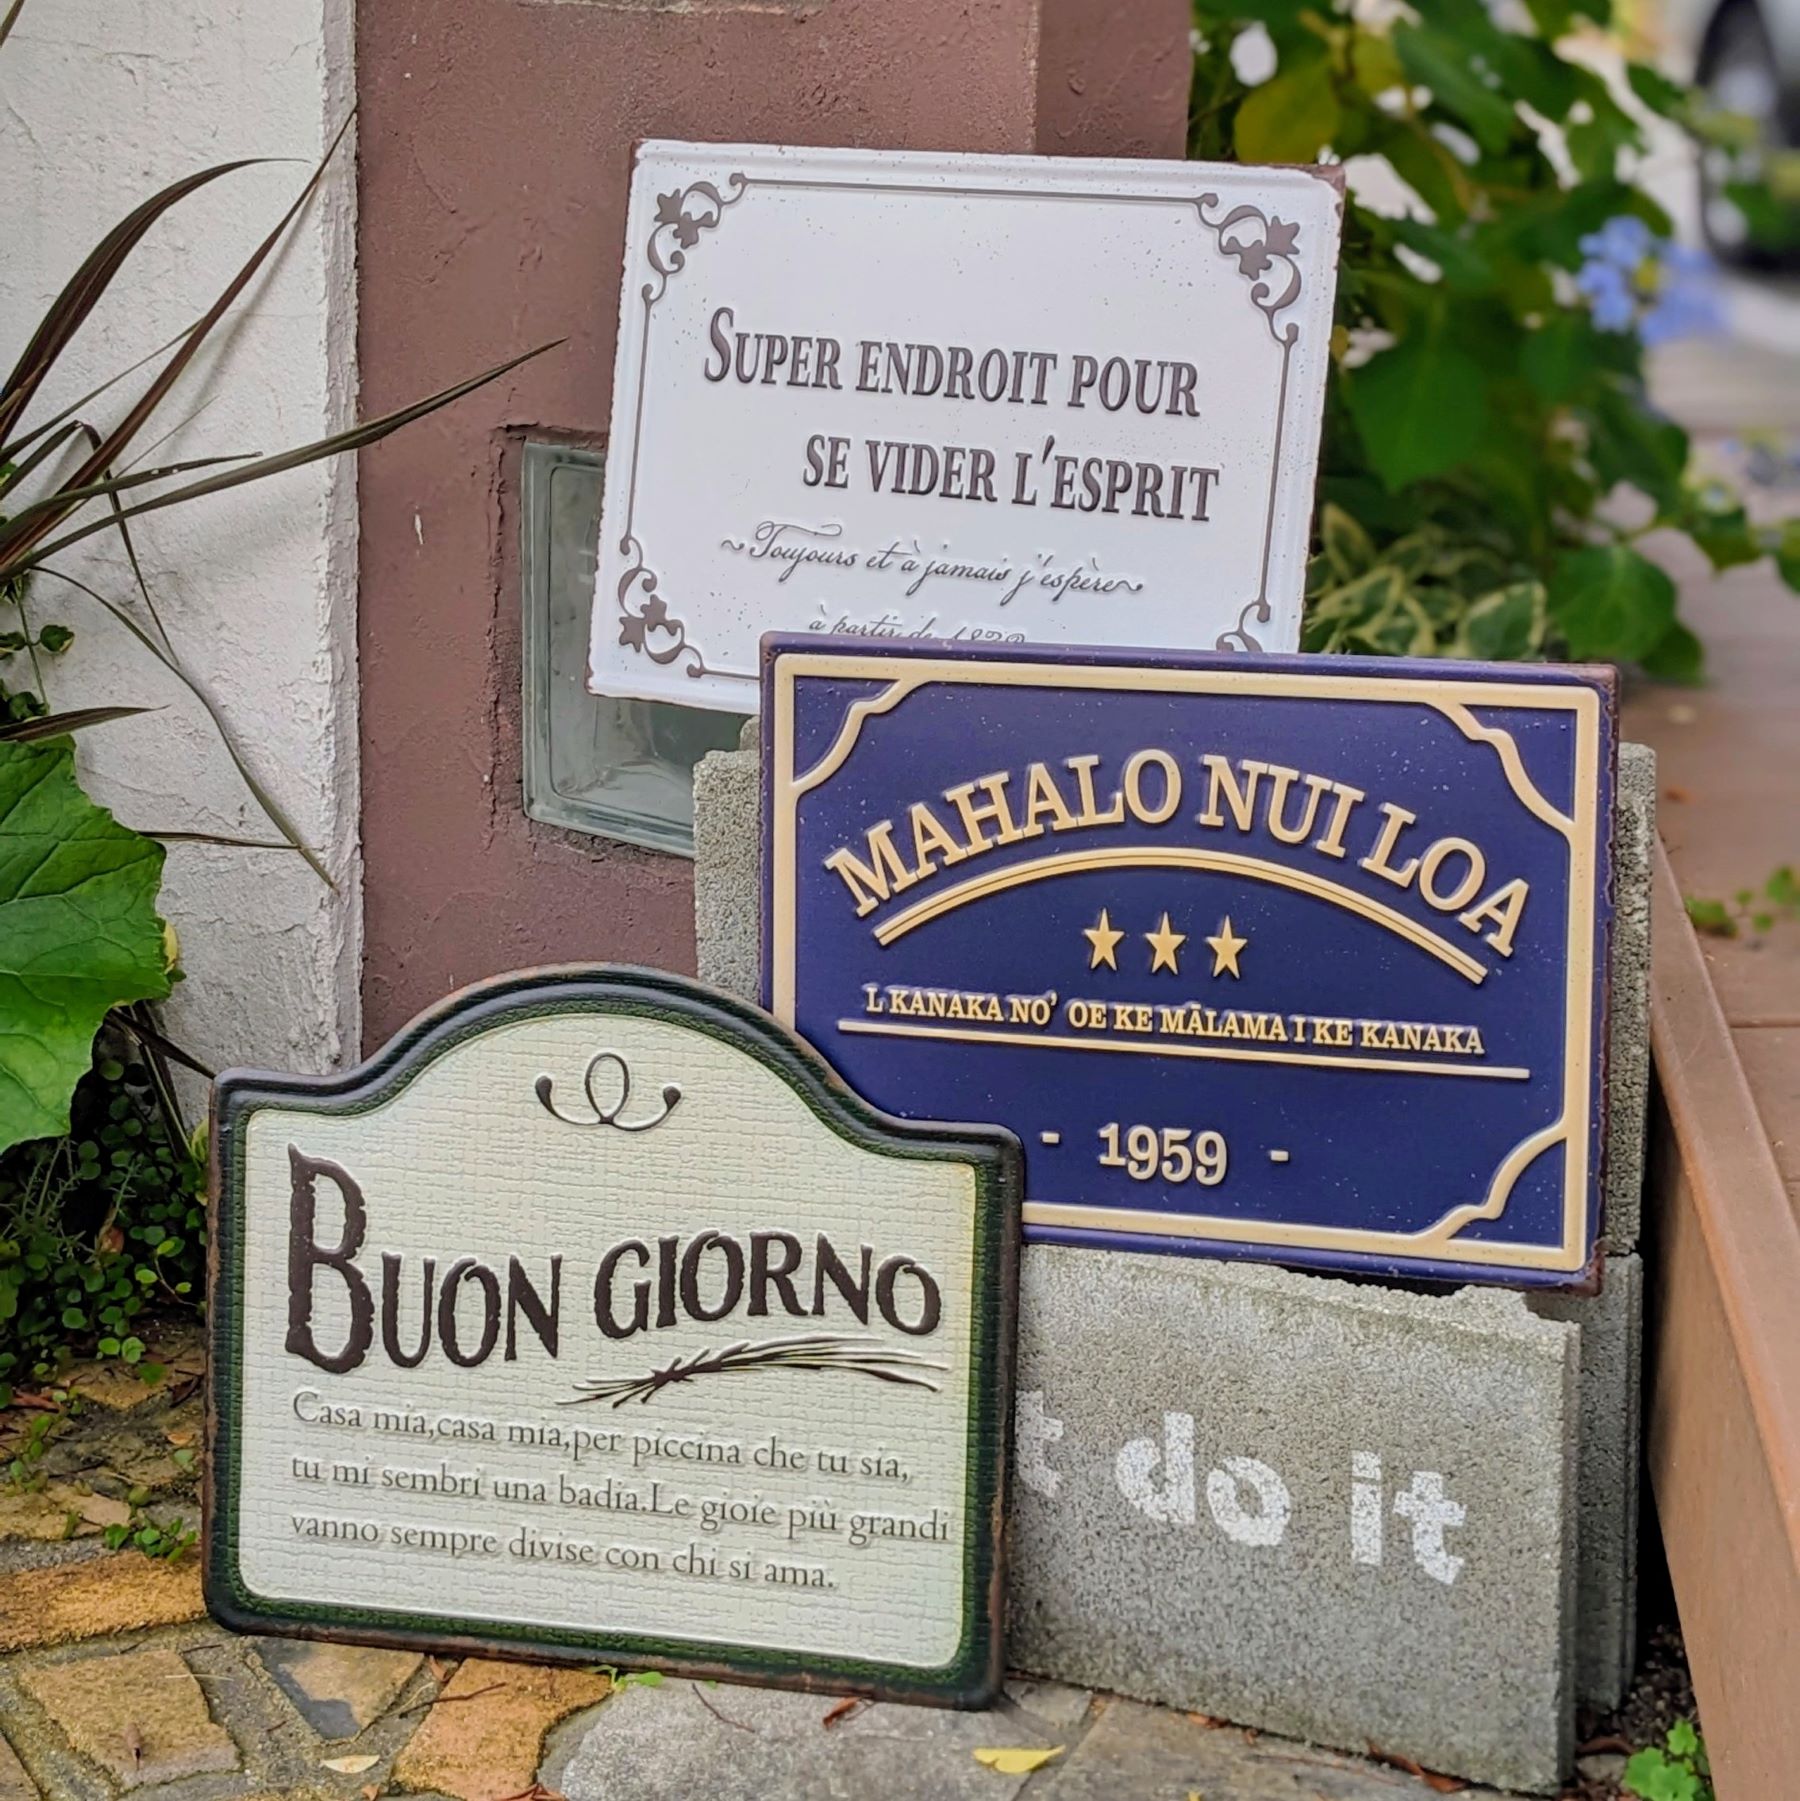 SUPER ENDROIT POUR
SE VIDER L'ESPRIT
~Toujours et à jamais j'espère~
à partir de
MAHALO NUI LOA
L KANAKA NO' OE KE MĀLAMA I KE KANAKA
- 1959 -
BUON GIORNO
Casa mia,casa mia,per piccina che tu sia,
tu mi sembri una badia.Le gioie più grandi
vanno sempre divise con chi si ama.
do it